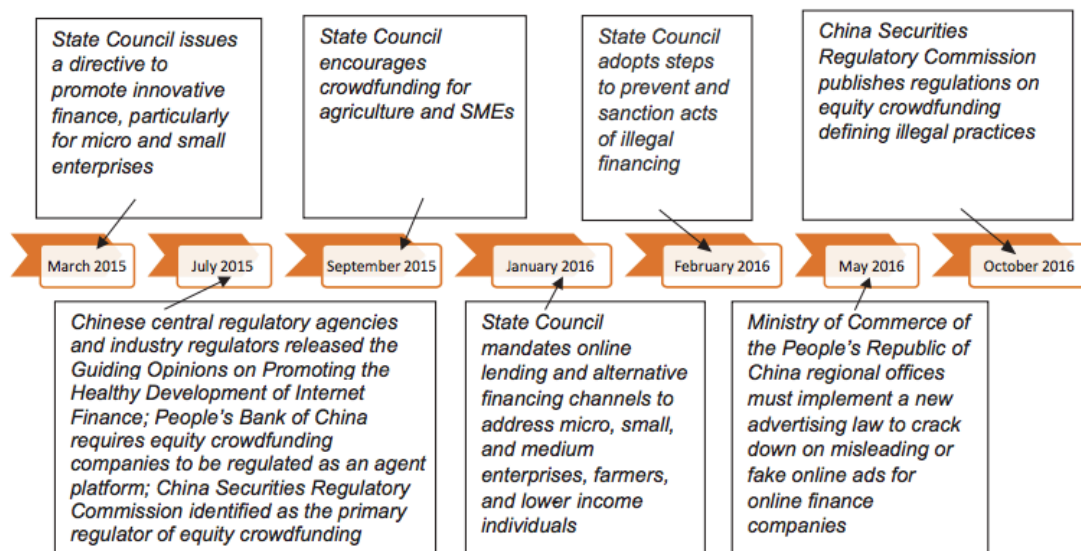 State Council issues
a directive to
promote innovative
finance, particularly
for micro and small
enterprises
State Council
encourages
crowdfunding for
agriculture and SMEs
State Council
adopts steps
to prevent and
sanction acts
of illegal
financing
China Securities
Regulatory Commission
publishes regulations on
equity crowdfunding
defining illegal practices
March 2015
July 2015
September 2015
January 2016
February 2016
May 2016
October 2016
Chinese central regulatory agencies
and industry regulators released the
Guiding Opinions on Promoting the
Healthy Development of Internet
Finance; People's Bank of China
requires equity crowdfunding
companies to be regulated as an agent
platform; China Securities Regulatory
Commission identified as the primary
regulator of equity crowdfunding
State Council
mandates online
lending and alternative
financing channels to
address micro, small,
and medium
enterprises, farmers,
and lower income
individuals
Ministry of Commerce of
the People's Republic of
China regional offices
must implement a new
advertising law to crack
down on misleading or
fake online ads for
online finance
companies